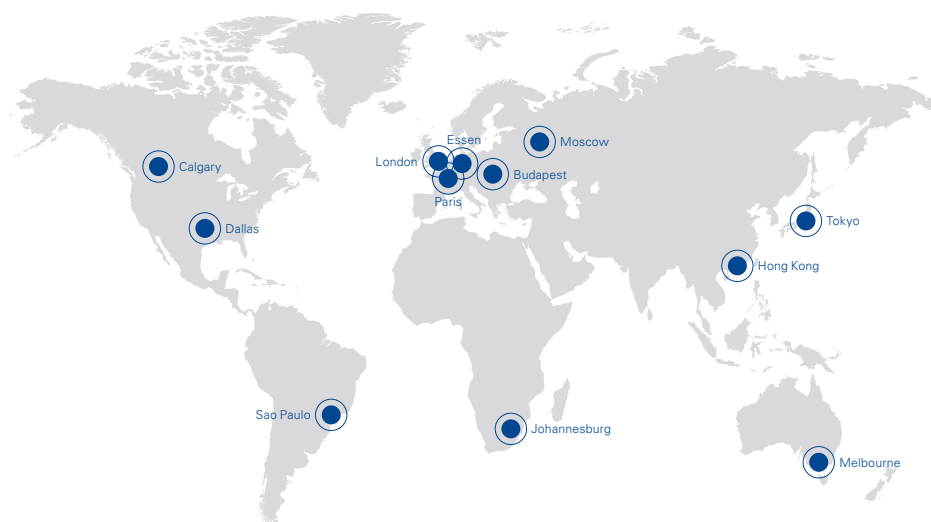 Essen
Moscow
London
Calgary
Budapest
Paris
Tokyo
Dallas
Hong Kong
Sao Paulo
Johannesburg
Melbourne